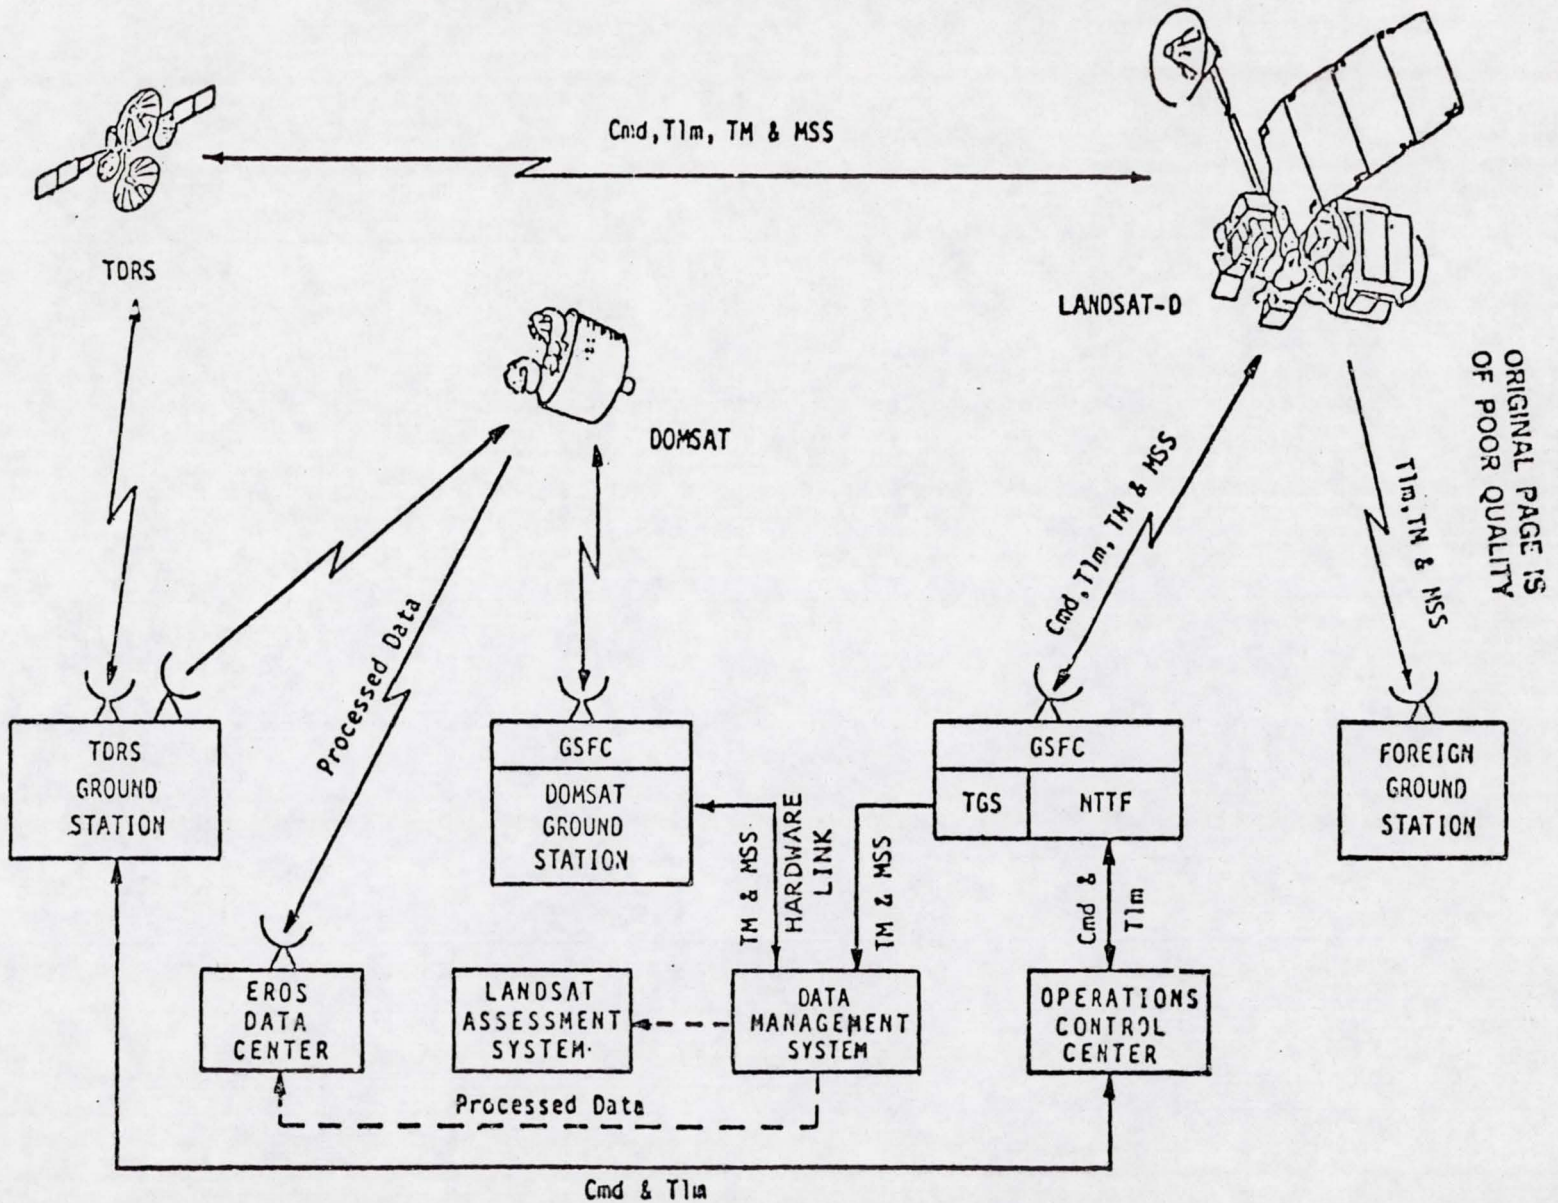 Cmd, Tlm, TM & MSS
TDRS
LANDSAT-D
DOMSAT
ORIGINAL PAGE IS
OF POOR QUALITY
Cmd, Tlm, TM & MSS
Tlm, TM & MSS
Processed Data
TDRS
GROUND
STATION
GSFC
DOMSAT
GROUND
STATION
GSFC
TGS
NTTF
FOREIGN
GROUND
STATION
TM & MSS
HARDWARE
LINK
TM & MSS
Cmd &
Tlm
EROS
DATA
CENTER
LANDSAT
ASSESSMENT
SYSTEM
DATA
MANAGEMENT
SYSTEM
OPERATIONS
CONTROL
CENTER
Processed Data
Cmd & Tlm